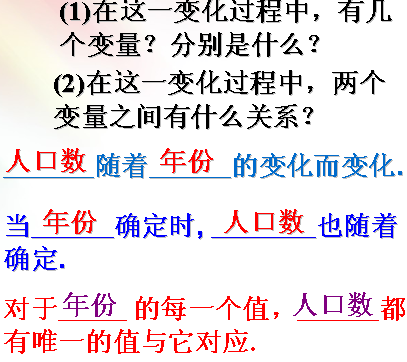 (1)在这一变化过程中，有几
个变量？分别是什么？
(2)在这一变化过程中，两个
变量之间有什么关系？
人口数随着年份的变化而变化.
当年份确定时，人口数也随着
确定.
对于年份的每一个值，人口数都
有唯一的值与它对应.